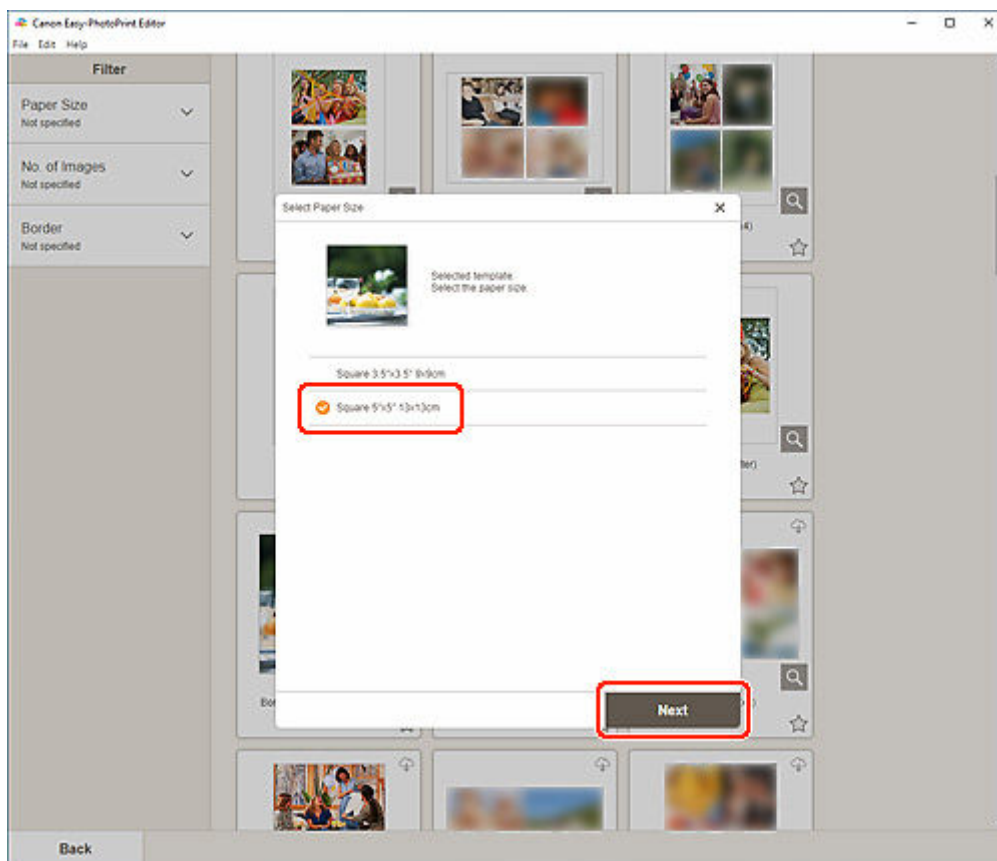 Canon Easy-PhotoPrint Editor
File Edit Help
Filter
Paper Size
Not specified
No. of Images
Not specified
Border
Not specified
Select Paper Size
Selected template.
Select the paper size.
Square 3.5"x3.5" 9x9cm
Square 5"x5" 13x13cm
Next
Back